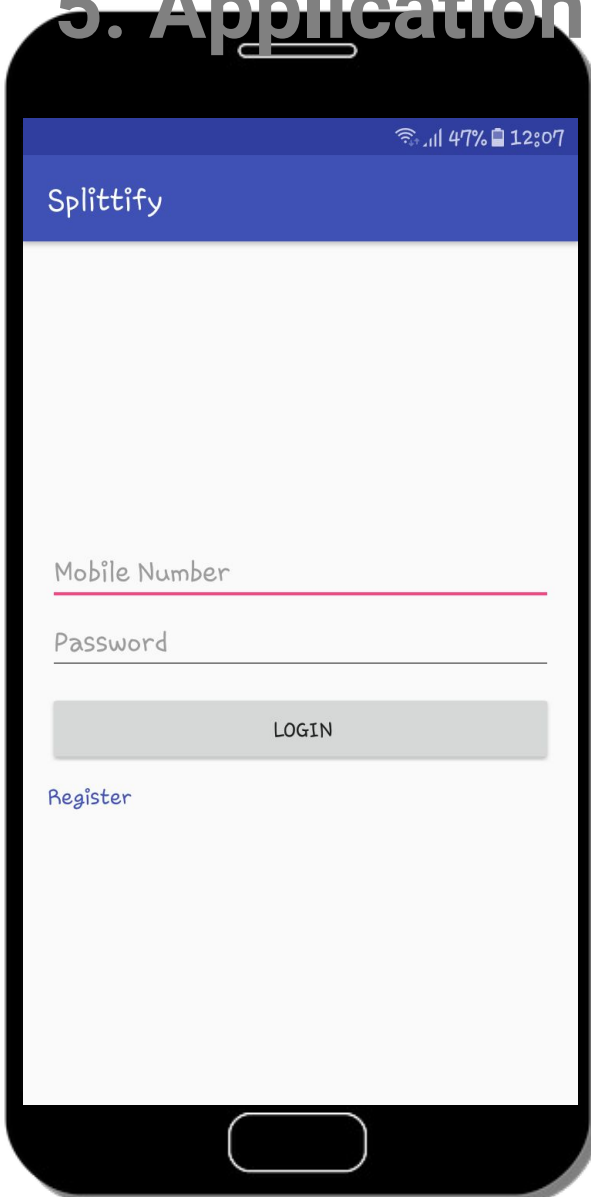 5. Application
47% 12:07
Splittify
Mobile Number
Password
LOGIN
Register